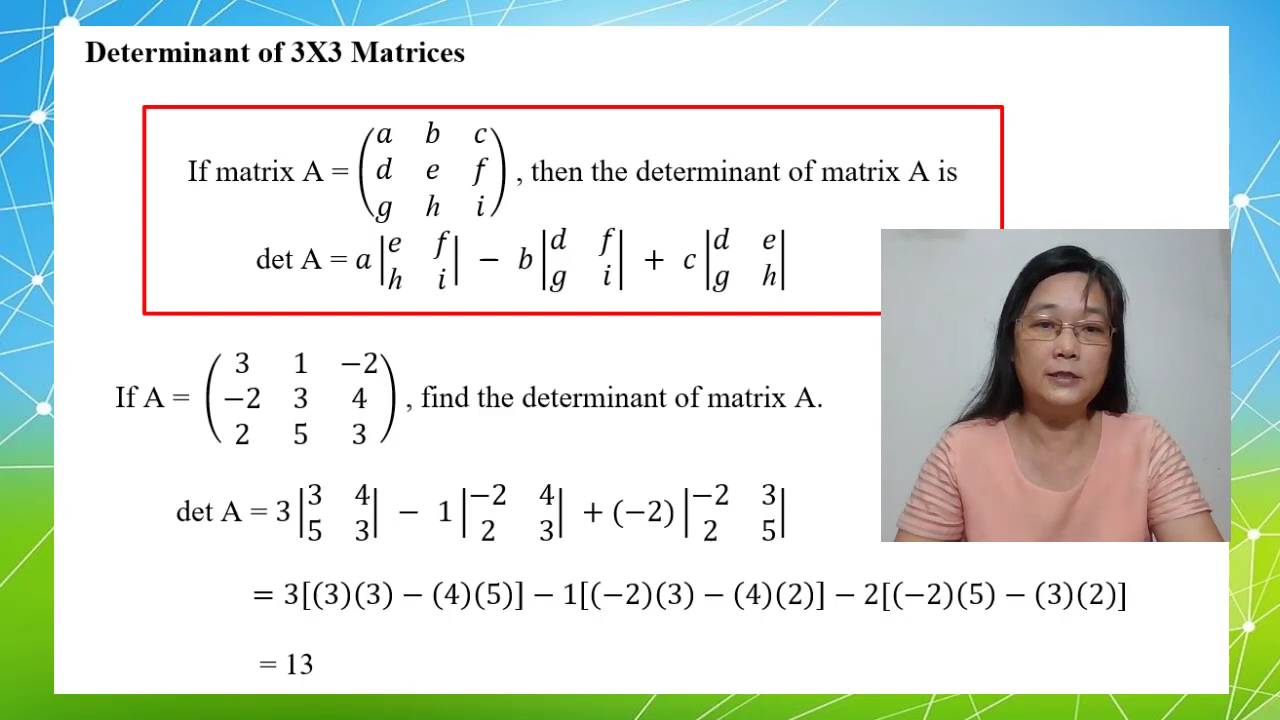 Determinant of 3X3 Matrices
If matrix A = (a b c
d e f
g h i) , then the determinant of matrix A is
det A = a |e f
h i| − b |d f
g i| + c |d e
g h|
If A = (3 1 −2
−2 3 4
2 5 3) , find the determinant of matrix A.
det A = 3 |3 4
5 3| − 1 |−2 4
2 3| + (−2) |−2 3
2 5|
= 3[(3)(3) − (4)(5)] − 1[(−2)(3) − (4)(2)] − 2[(−2)(5) − (3)(2)]
= 13